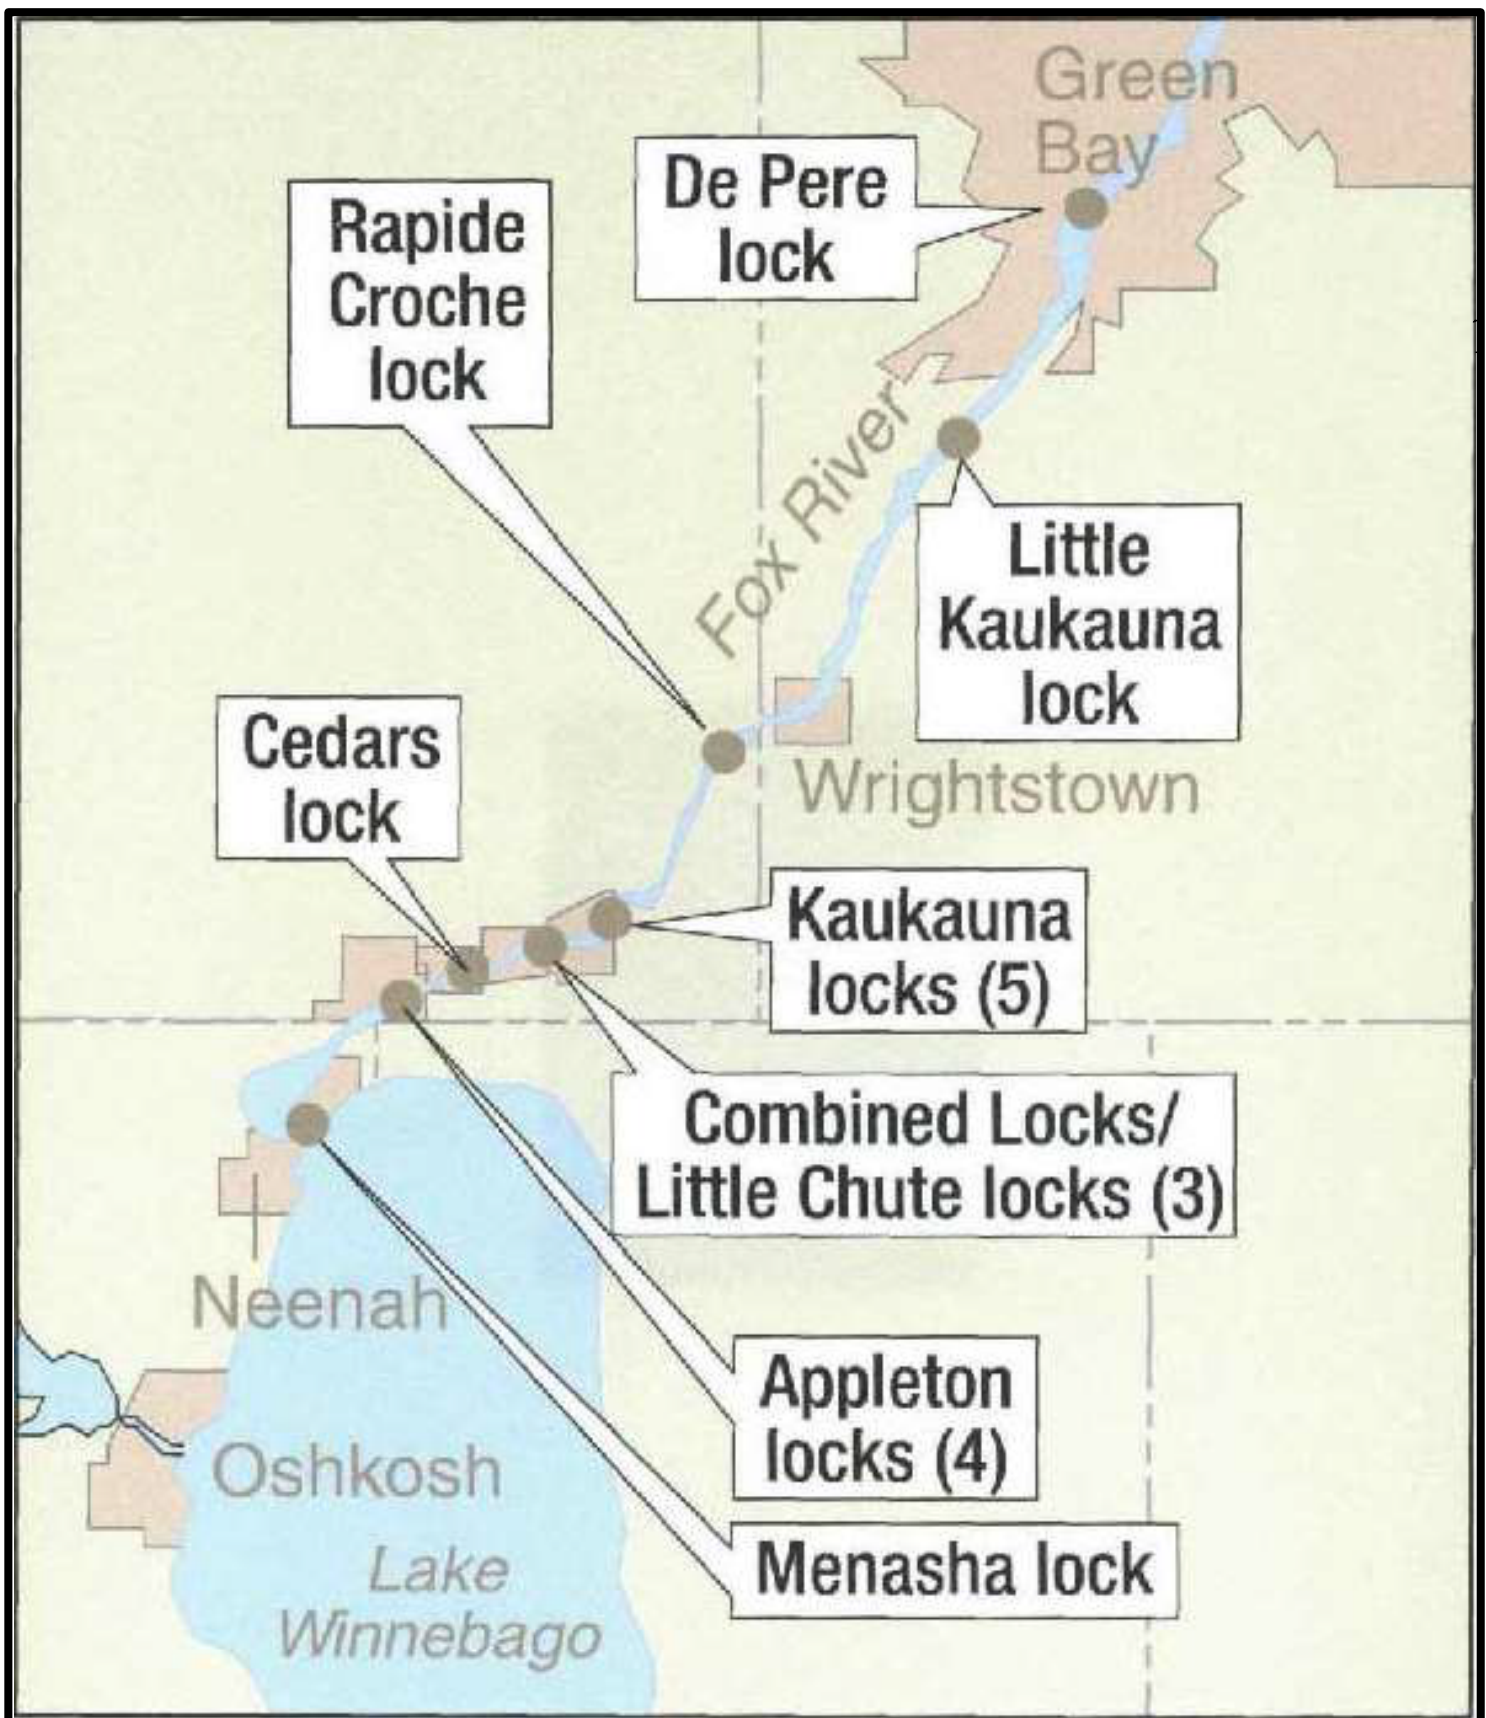 Green
Bay
De Pere
lock
Rapide
Croche
lock
Fox River
Little
Kaukauna
lock
Cedars
lock
Wrightstown
Kaukauna
locks (5)
Combined Locks/
Little Chute locks (3)
Neenah
Appleton
locks (4)
Oshkosh
Menasha lock
Lake
Winnebago